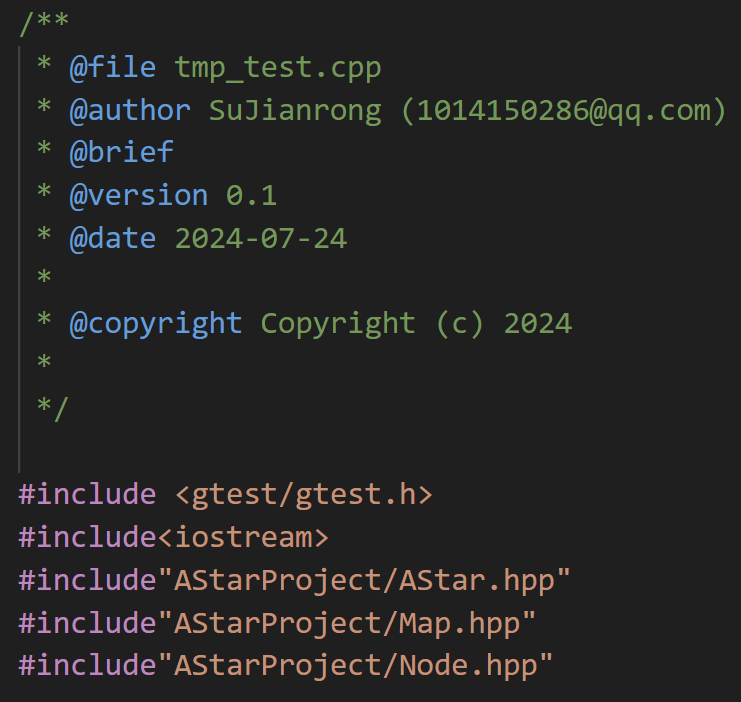 /**
 * @file tmp_test.cpp
 * @author SuJianrong (1014150286@qq.com)
 * @brief
 * @version 0.1
 * @date 2024-07-24
 *
 * @copyright Copyright (c) 2024
 *
 */
#include <gtest/gtest.h>
#include<iostream>
#include"AStarProject/AStar.hpp"
#include"AStarProject/Map.hpp"
#include"AStarProject/Node.hpp"